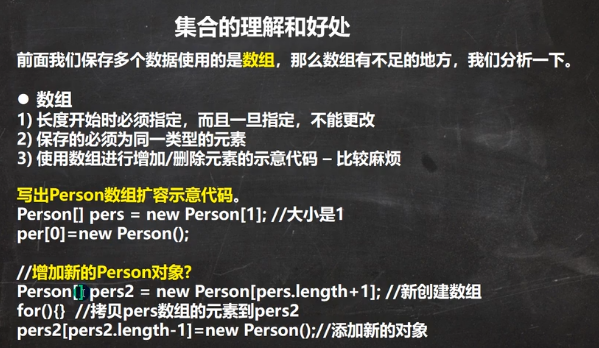 集合的理解和好处
前面我们保存多个数据使用的是数组，那么数组有不足的地方，我们分析一下。
● 数组
1) 长度开始时必须指定，而且一旦指定，不能更改
2) 保存的必须为同一类型的元素
3) 使用数组进行增加/删除元素的示意代码 – 比较麻烦
写出Person数组扩容示意代码。
Person[] pers = new Person[1]; //大小是1
per[0]=new Person();
//增加新的Person对象?
Person[] pers2 = new Person[pers.length+1]; //新创建数组
for(){} //拷贝pers数组的元素到pers2
pers2[pers2.length-1]=new Person();//添加新的对象